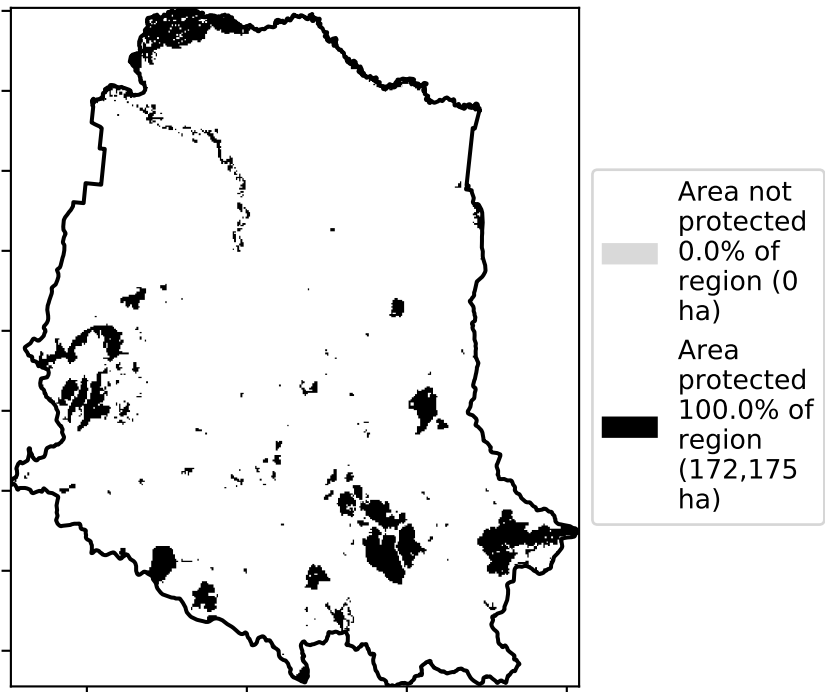 Area not
protected
0.0% of
region (0
ha)
Area
protected
100.0% of
region
(172,175
ha)